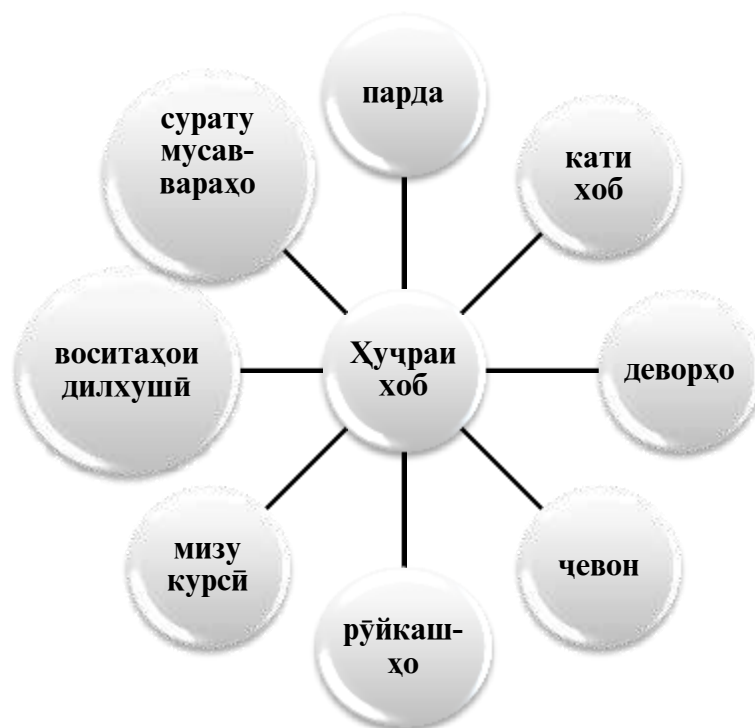 парда
кати
хоб
деворҳо
ҷевон
рӯйкаш-
ҳо
мизу
курсӣ
воситаҳои
дилхушӣ
сурату
мусав-
вараҳо
Ҳуҷраи
хоб